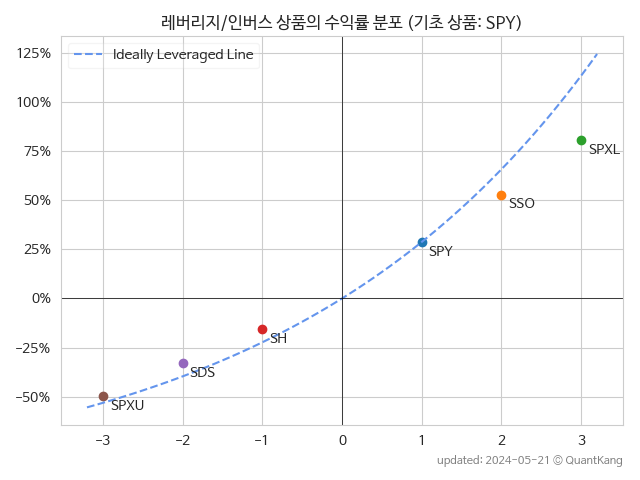 레버리지/인버스 상품의 수익률 분포 (기초 상품: SPY)
125%
Ideally Leveraged Line
100%
75%
SPXL
50%
SSO
25%
SPY
0%
SH
−25%
SDS
−50%
SPXU
−3 −2 −1 0 1 2 3
updated: 2024-05-21 © QuantKang